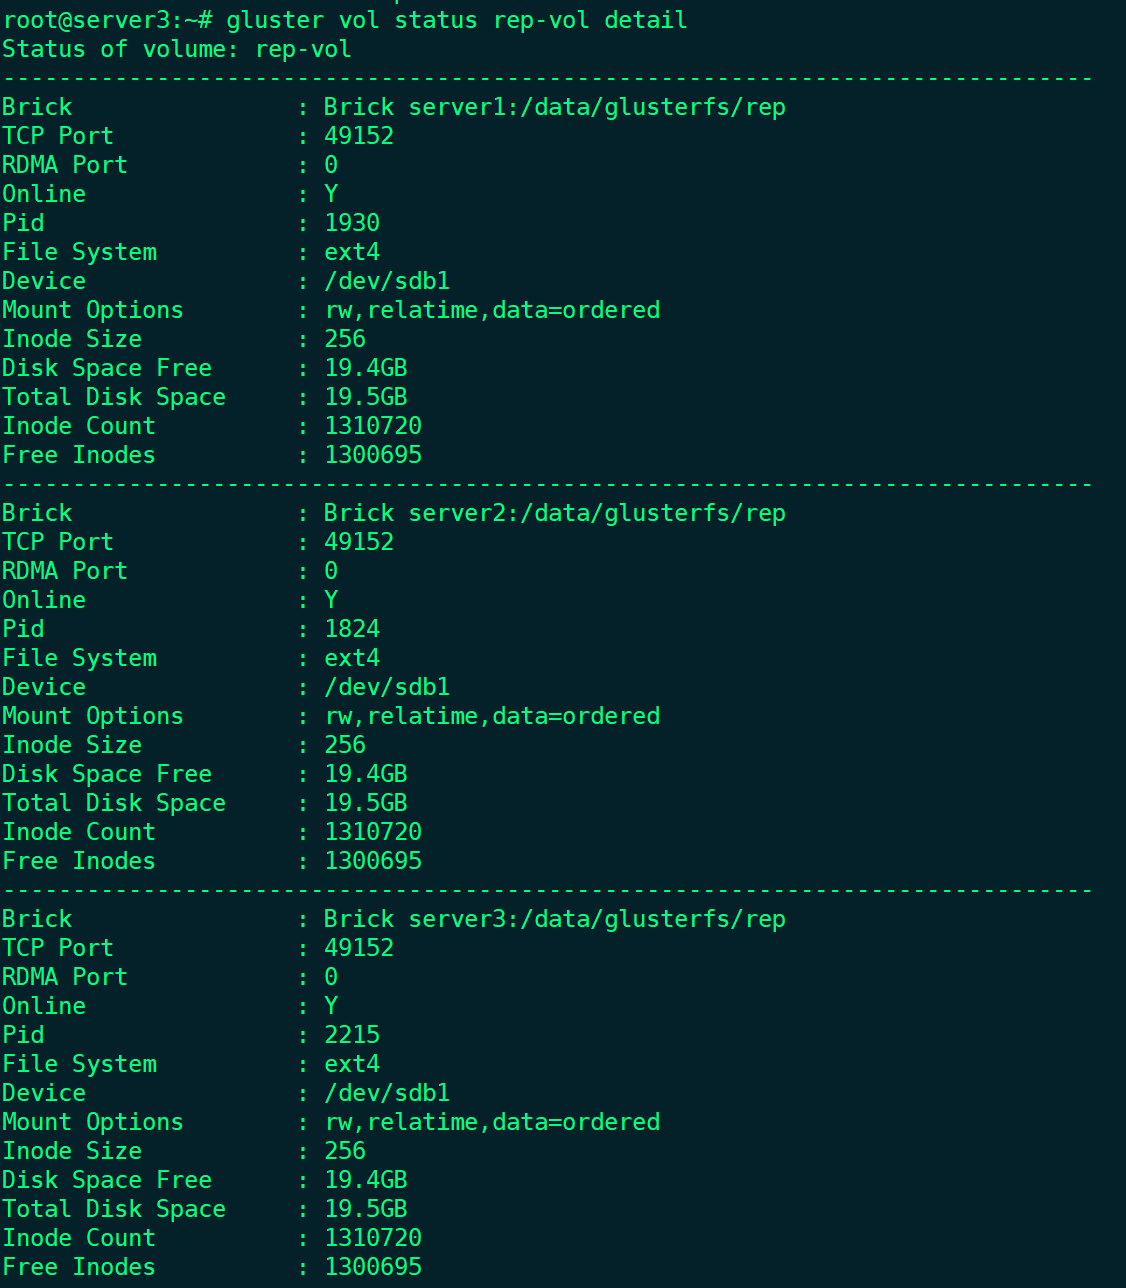 root@server3:~# gluster vol status rep-vol detail
Status of volume: rep-vol
------------------------------------------------------------------------------
Brick                : Brick server1:/data/glusterfs/rep
TCP Port             : 49152
RDMA Port            : 0
Online               : Y
Pid                  : 1930
File System          : ext4
Device               : /dev/sdb1
Mount Options        : rw,relatime,data=ordered
Inode Size           : 256
Disk Space Free      : 19.4GB
Total Disk Space     : 19.5GB
Inode Count          : 1310720
Free Inodes          : 1300695
------------------------------------------------------------------------------
Brick                : Brick server2:/data/glusterfs/rep
TCP Port             : 49152
RDMA Port            : 0
Online               : Y
Pid                  : 1824
File System          : ext4
Device               : /dev/sdb1
Mount Options        : rw,relatime,data=ordered
Inode Size           : 256
Disk Space Free      : 19.4GB
Total Disk Space     : 19.5GB
Inode Count          : 1310720
Free Inodes          : 1300695
------------------------------------------------------------------------------
Brick                : Brick server3:/data/glusterfs/rep
TCP Port             : 49152
RDMA Port            : 0
Online               : Y
Pid                  : 2215
File System          : ext4
Device               : /dev/sdb1
Mount Options        : rw,relatime,data=ordered
Inode Size           : 256
Disk Space Free      : 19.4GB
Total Disk Space     : 19.5GB
Inode Count          : 1310720
Free Inodes          : 1300695